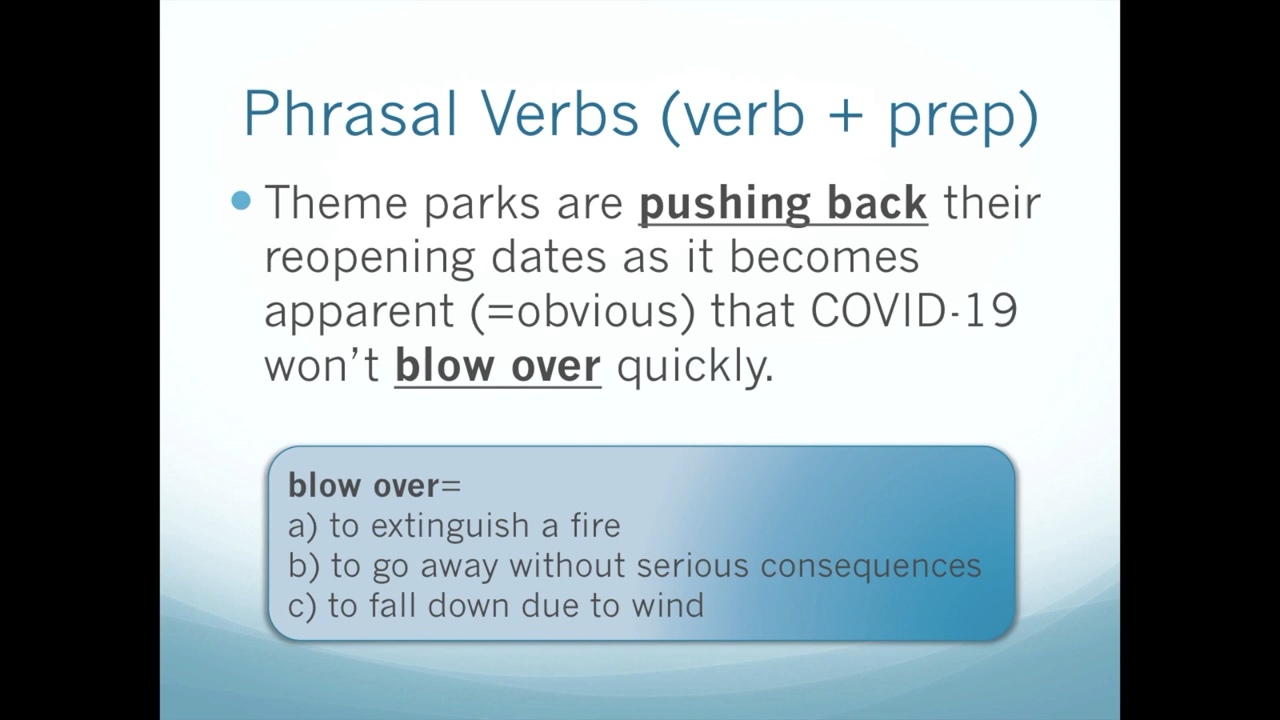 Phrasal Verbs (verb + prep)
• Theme parks are pushing back their
reopening dates as it becomes
apparent (=obvious) that COVID-19
won’t blow over quickly.
blow over=
a) to extinguish a fire
b) to go away without serious consequences
c) to fall down due to wind